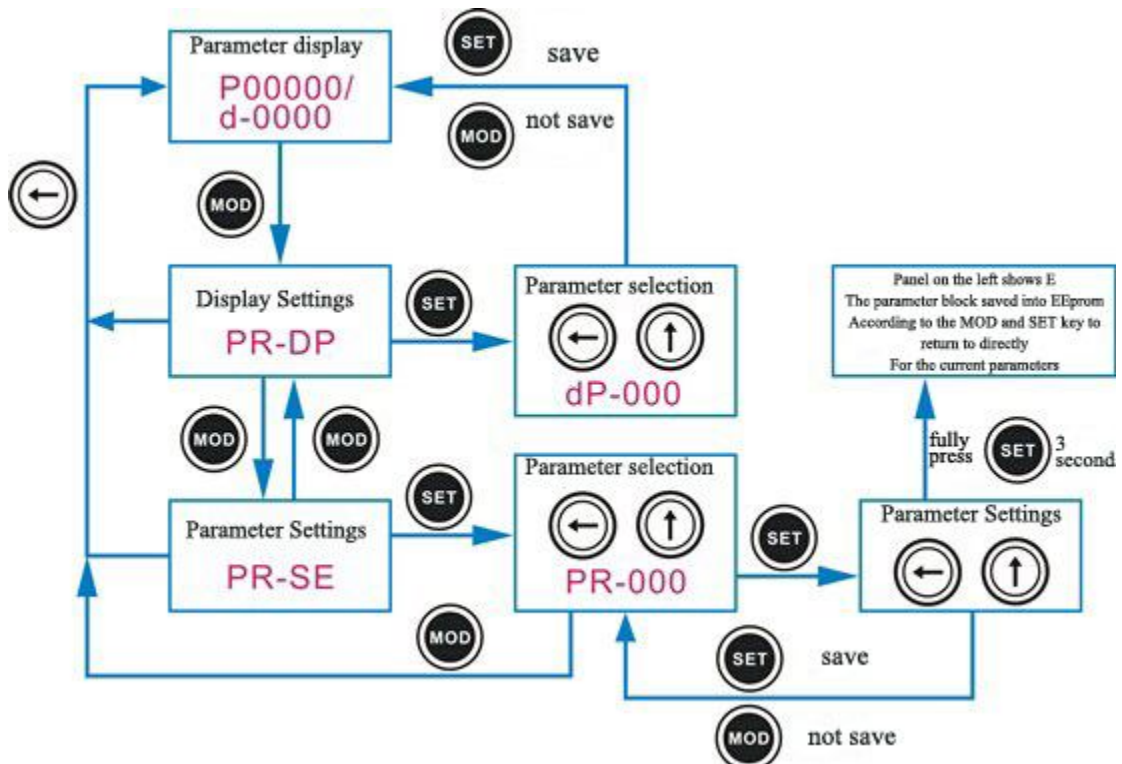 Parameter display
P00000/
d-0000
SET
save
MOD
not save
MOD
Display Settings
PR-DP
SET
Parameter selection
dP-000
Panel on the left shows E
The parameter block saved into EEprom
According to the MOD and SET key to
return to directly
For the current parameters
MOD
MOD
fully
press
SET
3
second
Parameter Settings
PR-SE
SET
Parameter selection
PR-000
SET
Parameter Settings
MOD
SET
save
MOD
not save